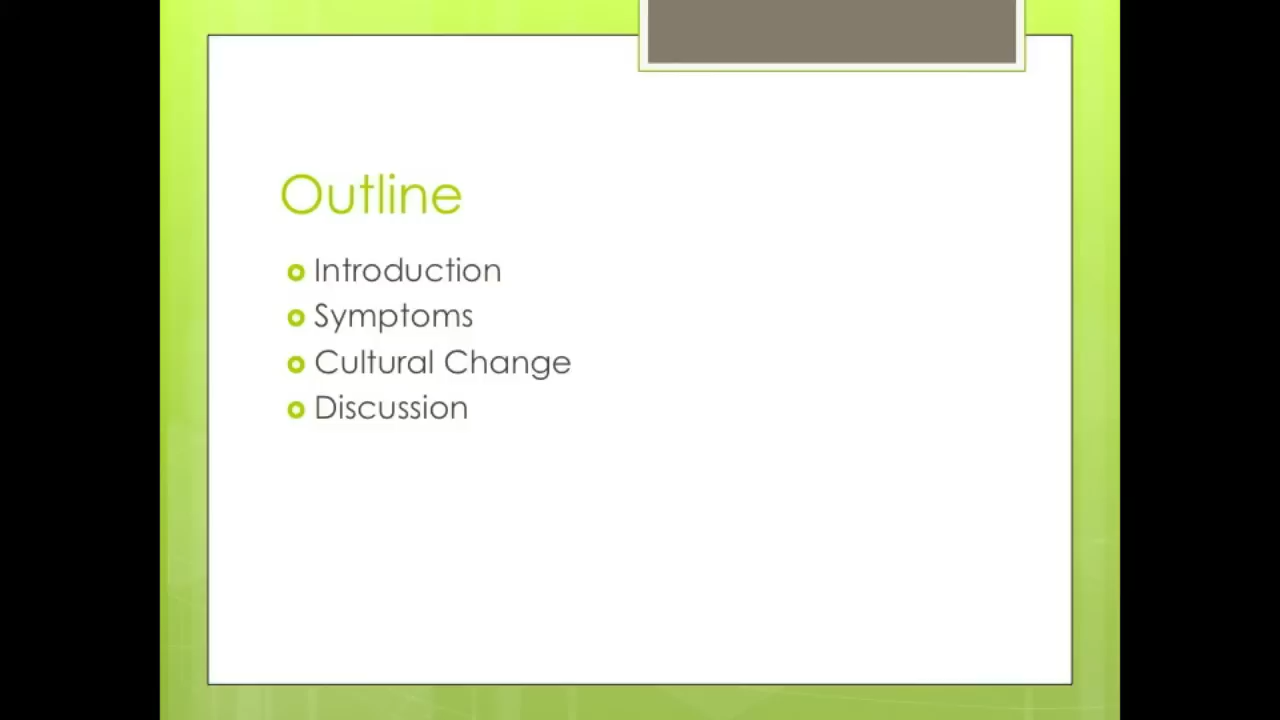 Outline
Introduction
Symptoms
Cultural Change
Discussion